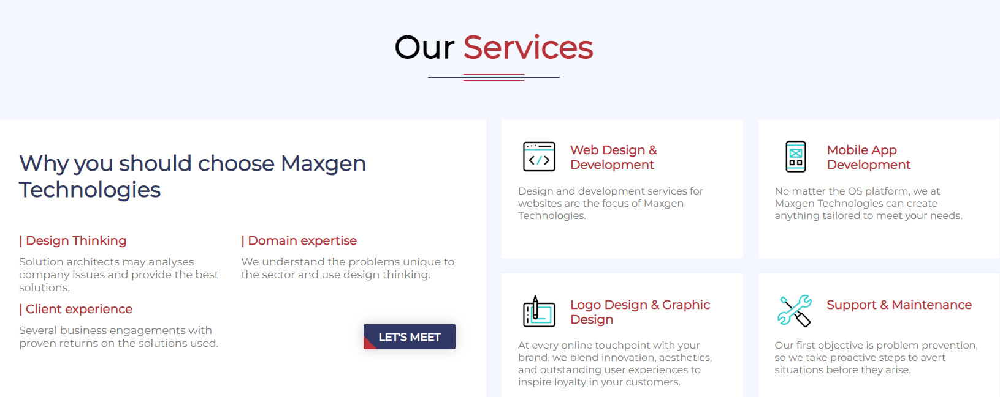 Our Services
Why you should choose Maxgen
Technologies
| Design Thinking
Solution architects may analyses
company issues and provide the best
solutions.
| Domain expertise
We understand the problems unique to
the sector and use design thinking.
| Client experience
Several business engagements with
proven returns on the solutions used.
LET'S MEET
Web Design &
Development
Design and development services for
websites are the focus of Maxgen
Technologies.
Mobile App
Development
No matter the OS platform, we at
Maxgen Technologies can create
anything tailored to meet your needs.
Logo Design & Graphic
Design
At every online touchpoint with your
brand, we blend innovation, aesthetics,
and outstanding user experiences to
inspire loyalty in your customers.
Support & Maintenance
Our first objective is problem prevention,
so we take proactive steps to avert
situations before they arise.